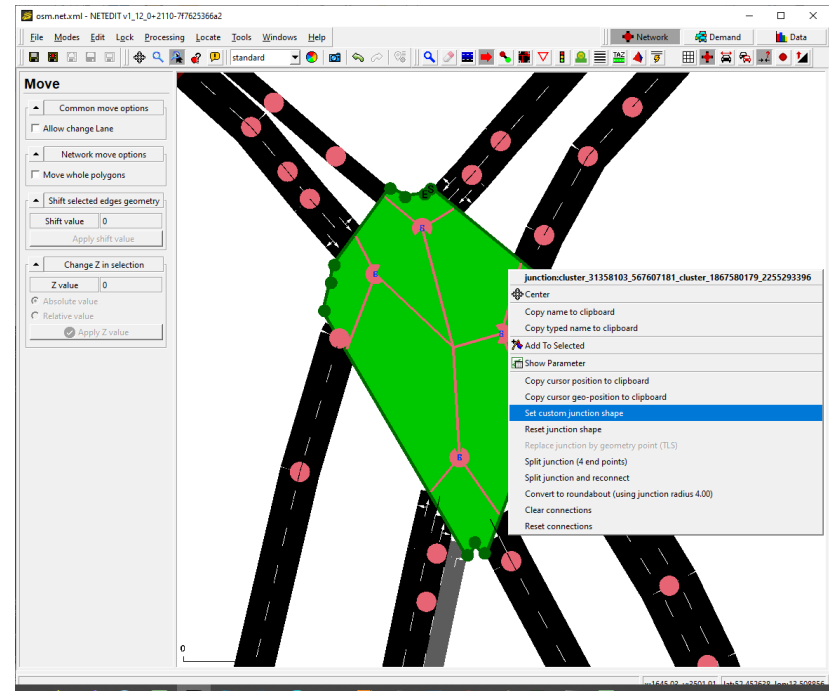 osm.net.xml - NETEDIT v1_12_0+2110-7f7625366a2
File Modes Edit Lock Processing Locate Tools Windows Help
Network Demand Data
standard
TAZ
Move
Common move options
Allow change Lane
Network move options
Move whole polygons
Shift selected edges geometry
Shift value 0
Apply shift value
Change Z in selection
Z value 0
Absolute value
Relative value
Apply Z value
junction:cluster_31358103_567607181_cluster_1867580179_2255293396
Center
Copy name to clipboard
Copy typed name to clipboard
Add To Selected
Show Parameter
Copy cursor position to clipboard
Copy cursor geo-position to clipboard
Set custom junction shape
Reset junction shape
Replace junction by geometry point (TLS)
Split junction (4 end points)
Split junction and reconnect
Convert to roundabout (using junction radius 4.00)
Clear connections
Reset connections
0